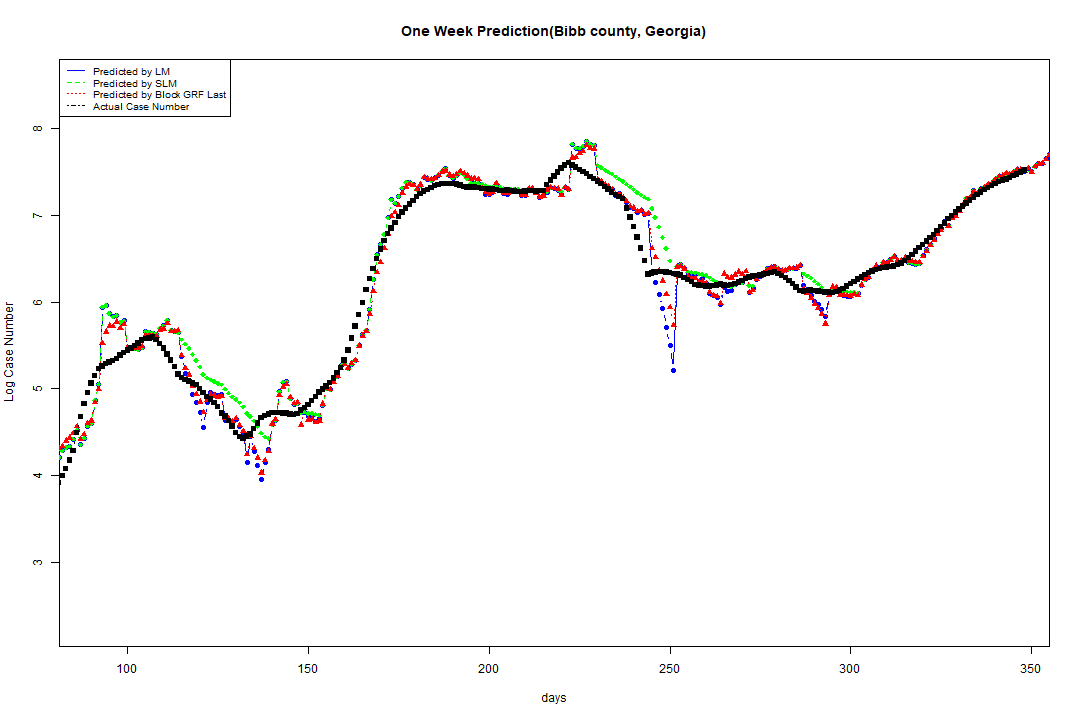 One Week Prediction(Bibb county, Georgia)
Predicted by LM
Predicted by SLM
Predicted by Block GRF Last
Actual Case Number
Log Case Number
8
7
6
5
4
3
100 150 200 250 300 350
days